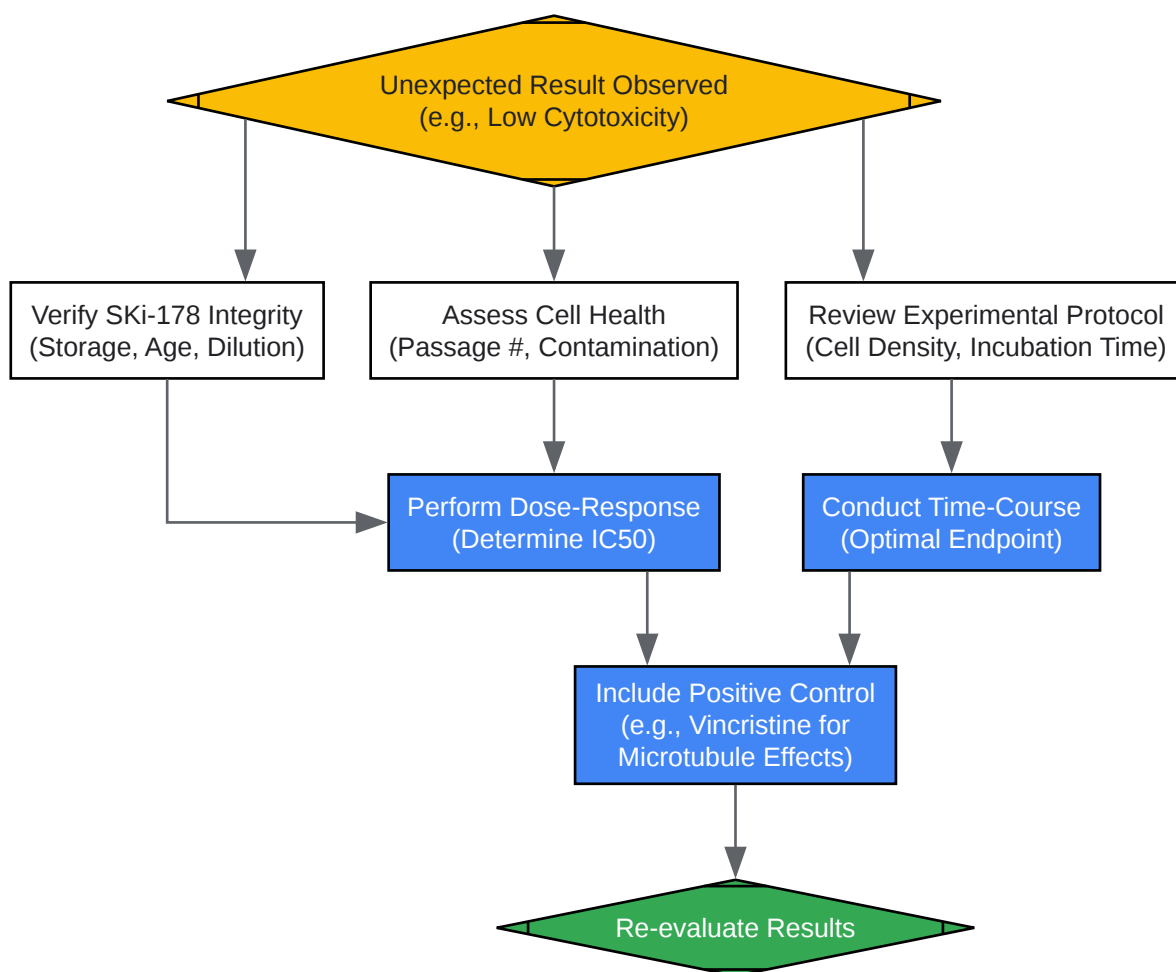 Unexpected Result Observed
(e.g., Low Cytotoxicity)
Verify SKi-178 Integrity
(Storage, Age, Dilution)
Assess Cell Health
(Passage #, Contamination)
Review Experimental Protocol
(Cell Density, Incubation Time)
Perform Dose-Response
(Determine IC50)
Conduct Time-Course
(Optimal Endpoint)
Include Positive Control
(e.g., Vincristine for
Microtubule Effects)
Re-evaluate Results